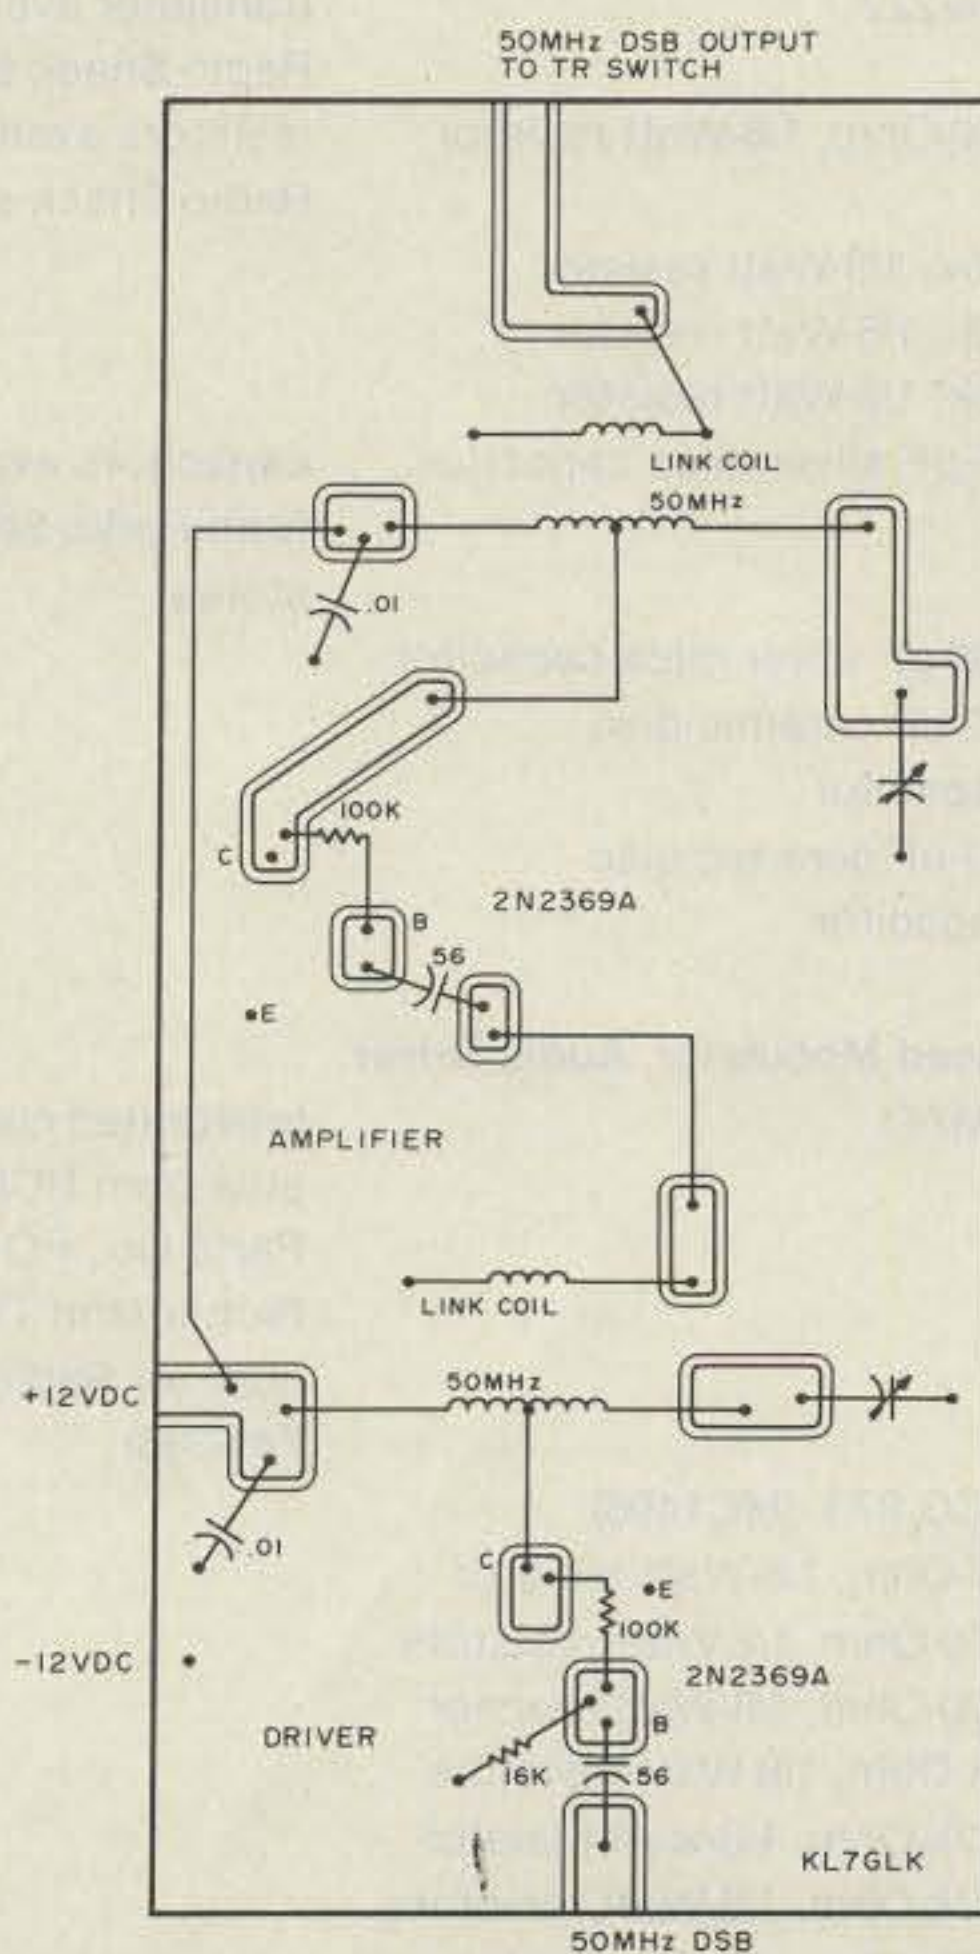 50MHz DSB OUTPUT
TO TR SWITCH
LINK COIL
50MHz
.01
100K
C
2N2369A
B
56
E
AMPLIFIER
LINK COIL
+12VDC
50MHz
.01
C
E
100K
-12VDC
2N2369A
B
DRIVER
16K
56
KL7GLK
50MHz DSB